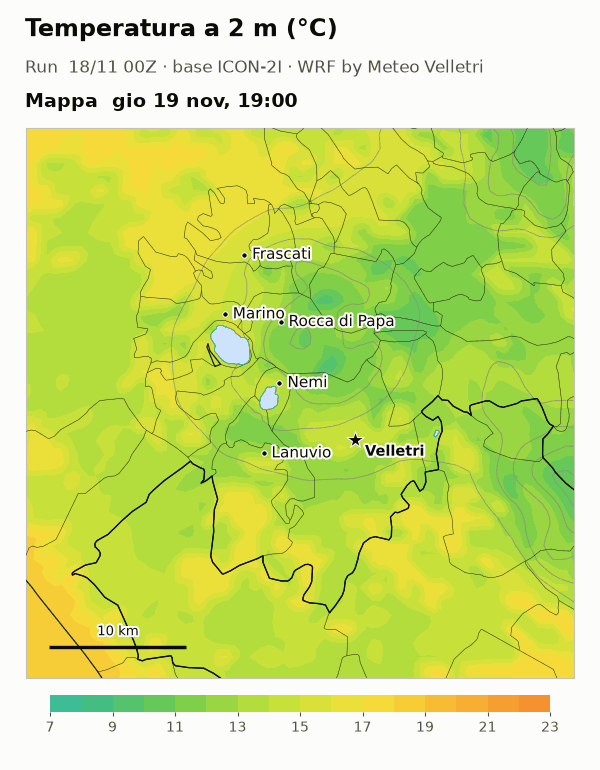 Temperatura a 2 m (°C)
Run  18/11 00Z · base ICON-2I · WRF by Meteo Velletri
Mappa  gio 19 nov, 19:00
Frascati
Marino
Rocca di Papa
Nemi
Velletri
Lanuvio
10 km
7 9 11 13 15 17 19 21 23